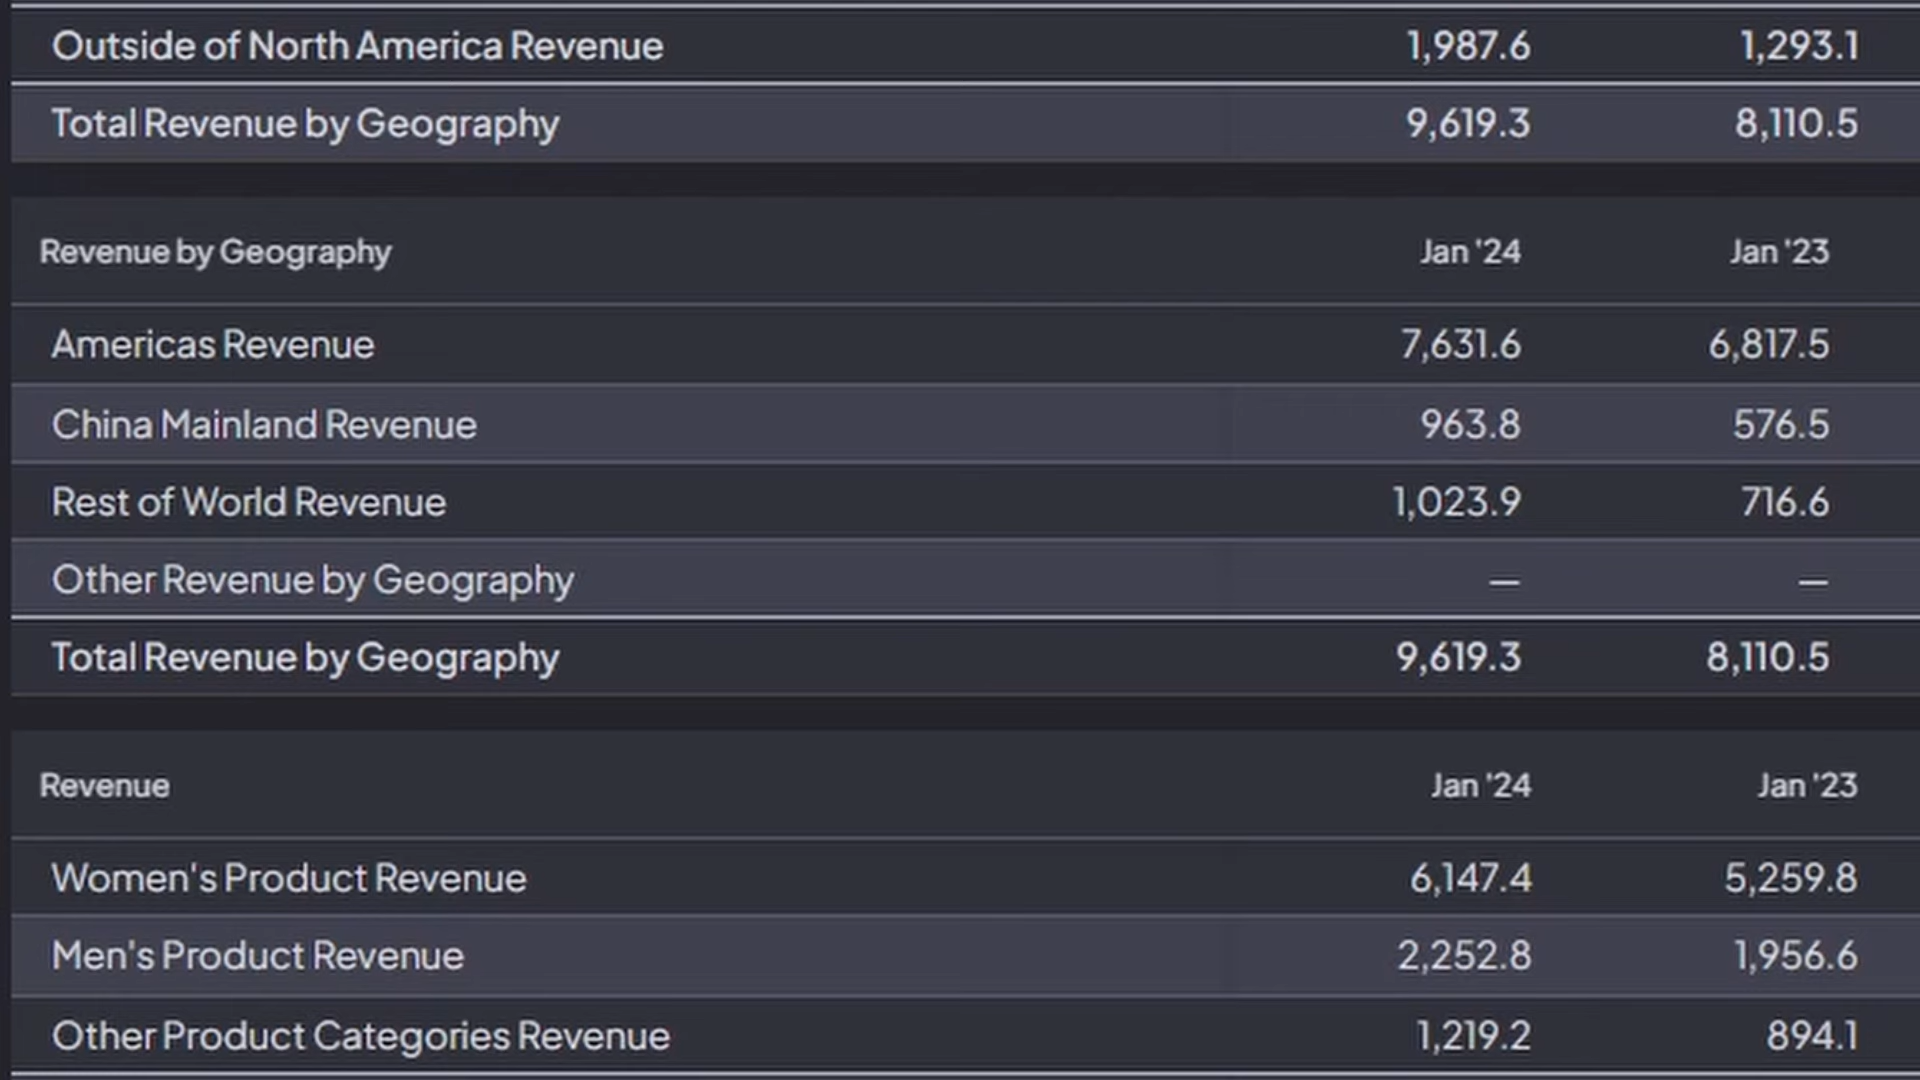 Outside of North America Revenue 1,987.6 1,293.1
Total Revenue by Geography 9,619.3 8,110.5
Revenue by Geography Jan '24 Jan '23
Americas Revenue 7,631.6 6,817.5
China Mainland Revenue 963.8 576.5
Rest of World Revenue 1,023.9 716.6
Other Revenue by Geography — —
Total Revenue by Geography 9,619.3 8,110.5
Revenue Jan '24 Jan '23
Women's Product Revenue 6,147.4 5,259.8
Men's Product Revenue 2,252.8 1,956.6
Other Product Categories Revenue 1,219.2 894.1